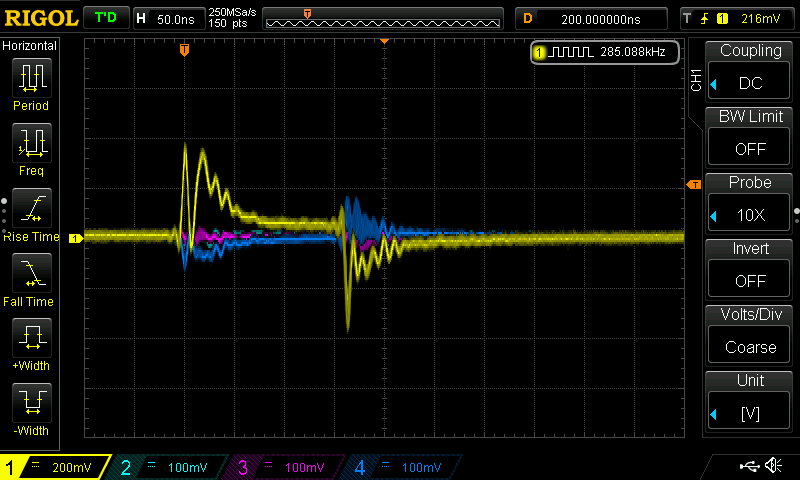 RIGOL T'D H 50.0ns 250MSa/s D 200.000000ns T 1 216mV
150 pts
T
Horizontal
Period
Freq
Rise Time
Fall Time
+Width
-Width
T
1 285.088kHz
T
1
CH1
Coupling
DC
BW Limit
OFF
Probe
10X
Invert
OFF
Volts/Div
Coarse
Unit
[V]
1 200mV 2 100mV 3 100mV 4 100mV